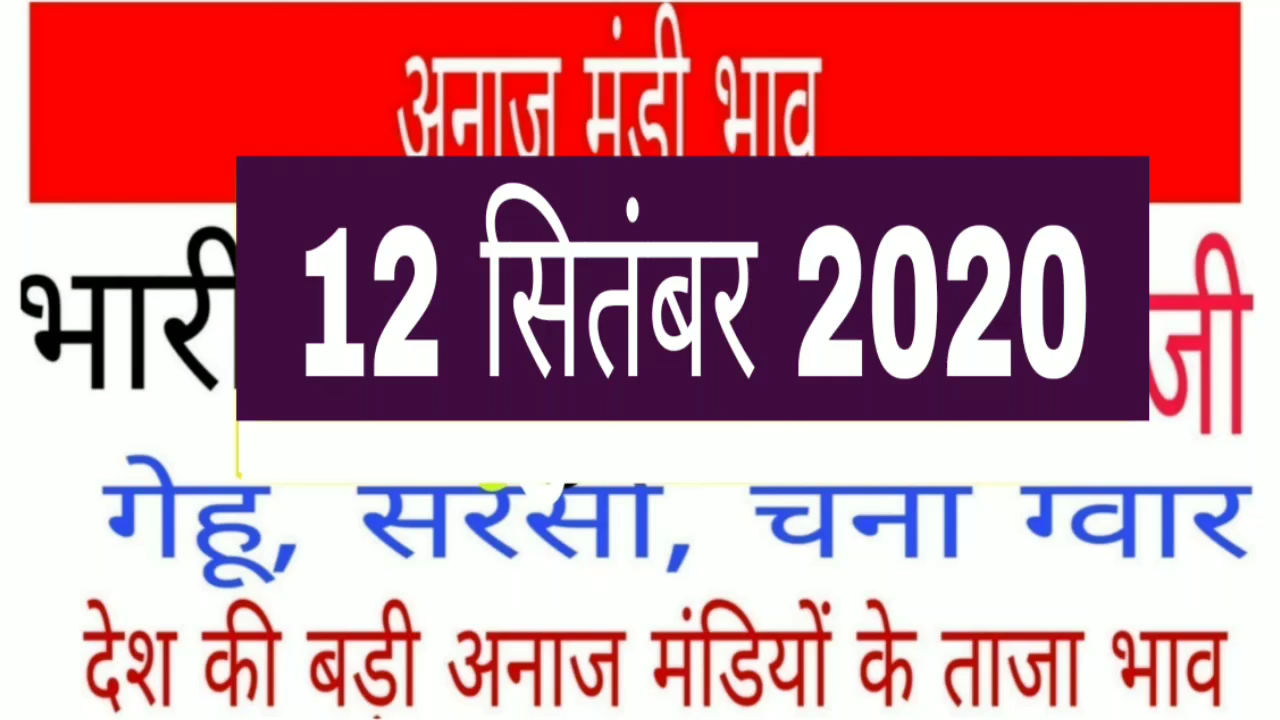 अनाज मंडी भाव
12 सितंबर 2020
भारी
गेहू, सरसों, चना ग्वार
देश की बड़ी अनाज मंडियों के ताजा भाव